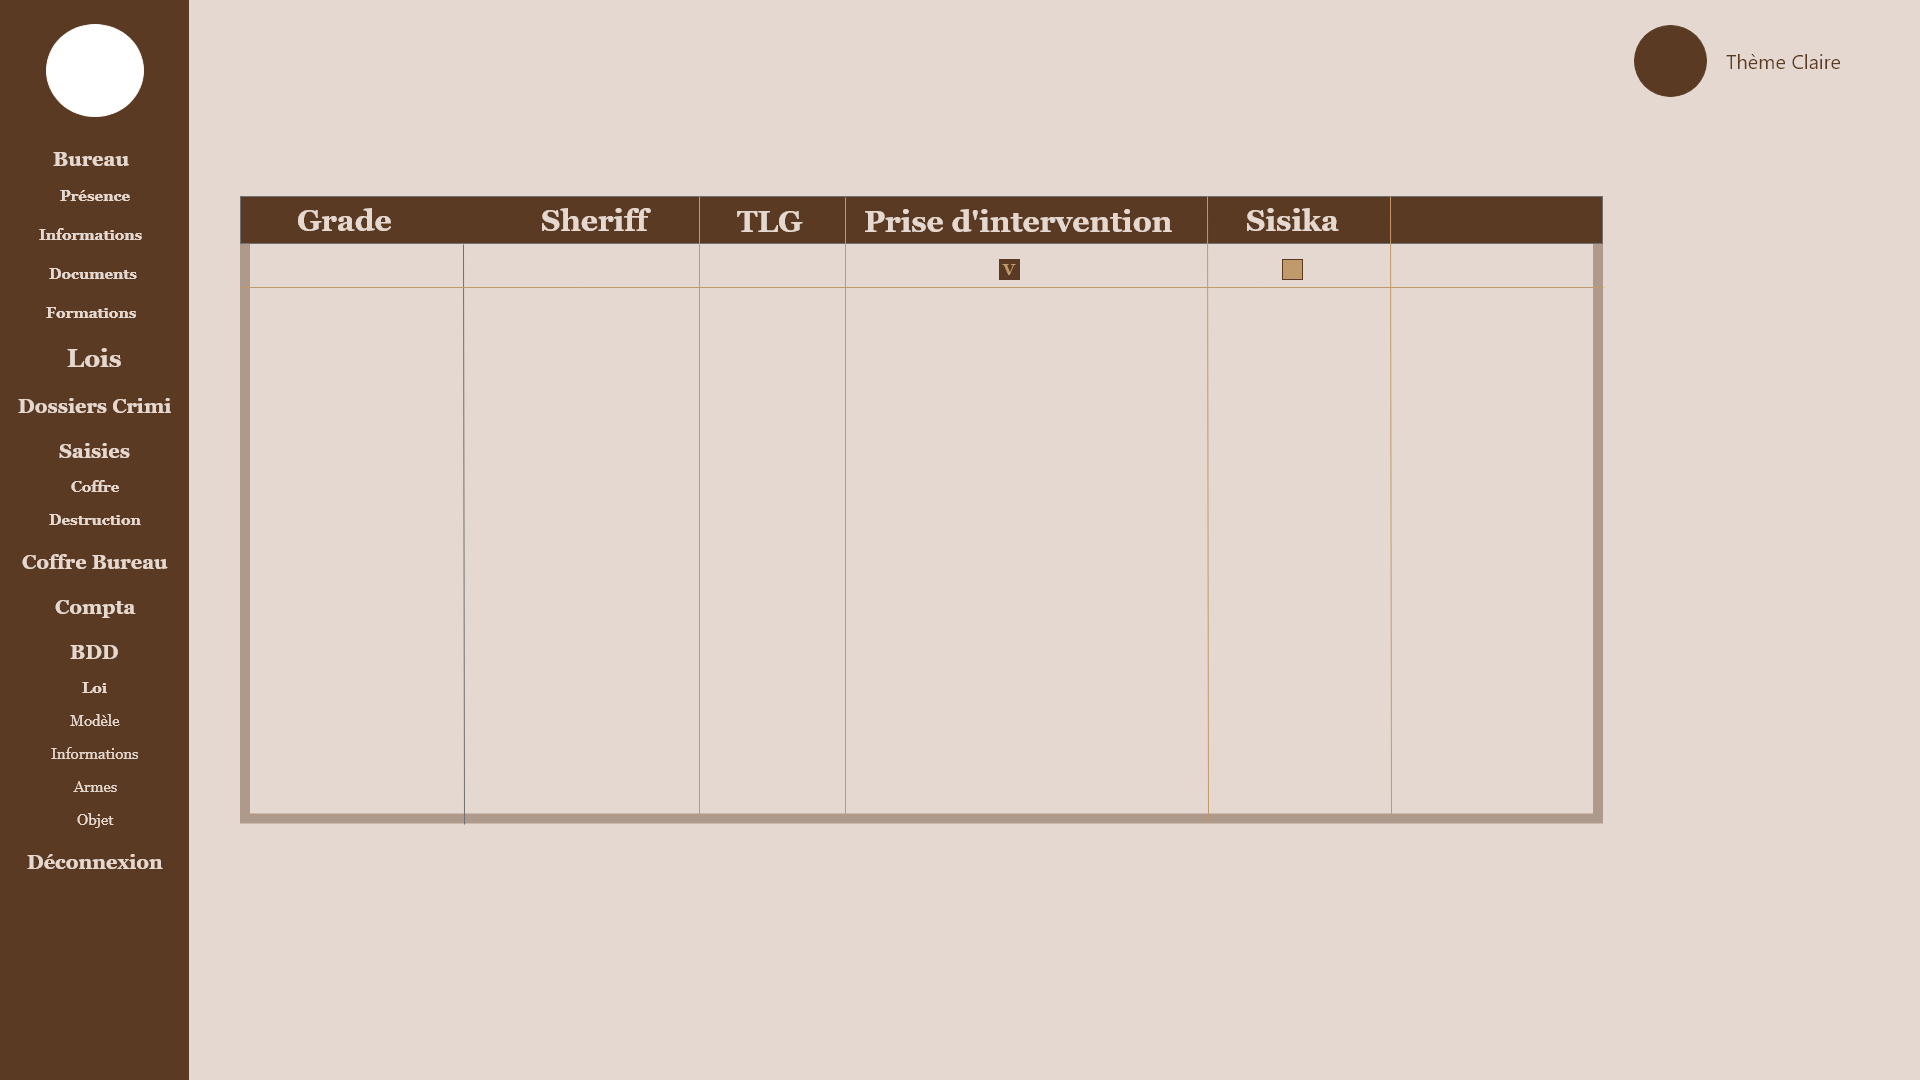 Thème Claire
Bureau
Présence
Informations
Documents
Formations
Lois
Dossiers Crimi
Saisies
Coffre
Destruction
Coffre Bureau
Compta
BDD
Loi
Modèle
Informations
Armes
Objet
Déconnexion
Grade Sheriff TLG Prise d'intervention Sisika
V